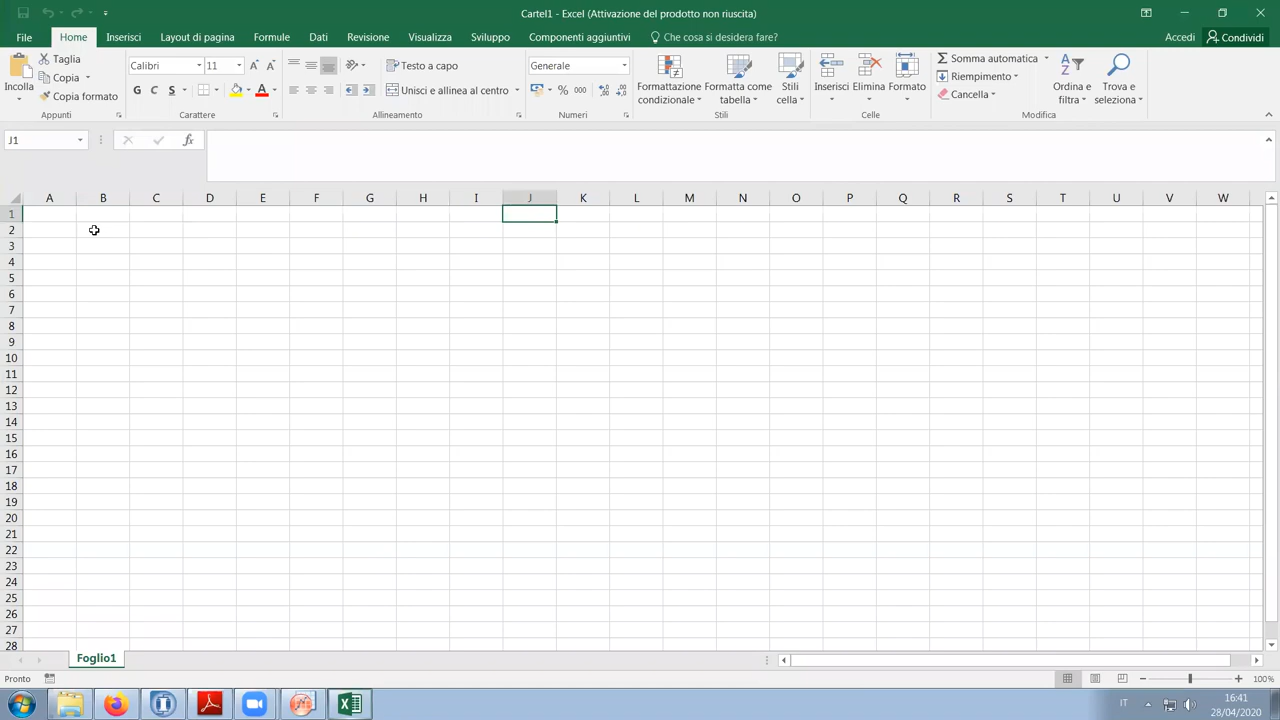 Cartel1 - Excel (Attivazione del prodotto non riuscita)
File Home Inserisci Layout di pagina Formule Dati Revisione Visualizza Sviluppo Componenti aggiuntivi Che cosa si desidera fare? Accedi Condividi
Incolla
Taglia
Copia
Copia formato
Appunti
Calibri 11
G C S
Carattere
Testo a capo
Unisci e allinea al centro
Allineamento
Generale
% 000
Numeri
Formattazione condizionale
Formatta come tabella
Stili cella
Stili
Inserisci Elimina Formato
Celle
Somma automatica
Riempimento
Cancella
Ordina e filtra
Trova e seleziona
Modifica
J1 fx
A B C D E F G H I J K L M N O P Q R S T U V W
1
2
3
4
5
6
7
8
9
10
11
12
13
14
15
16
17
18
19
20
21
22
23
24
25
26
27
28
Foglio1
Pronto 100%
IT 16:41
28/04/2020